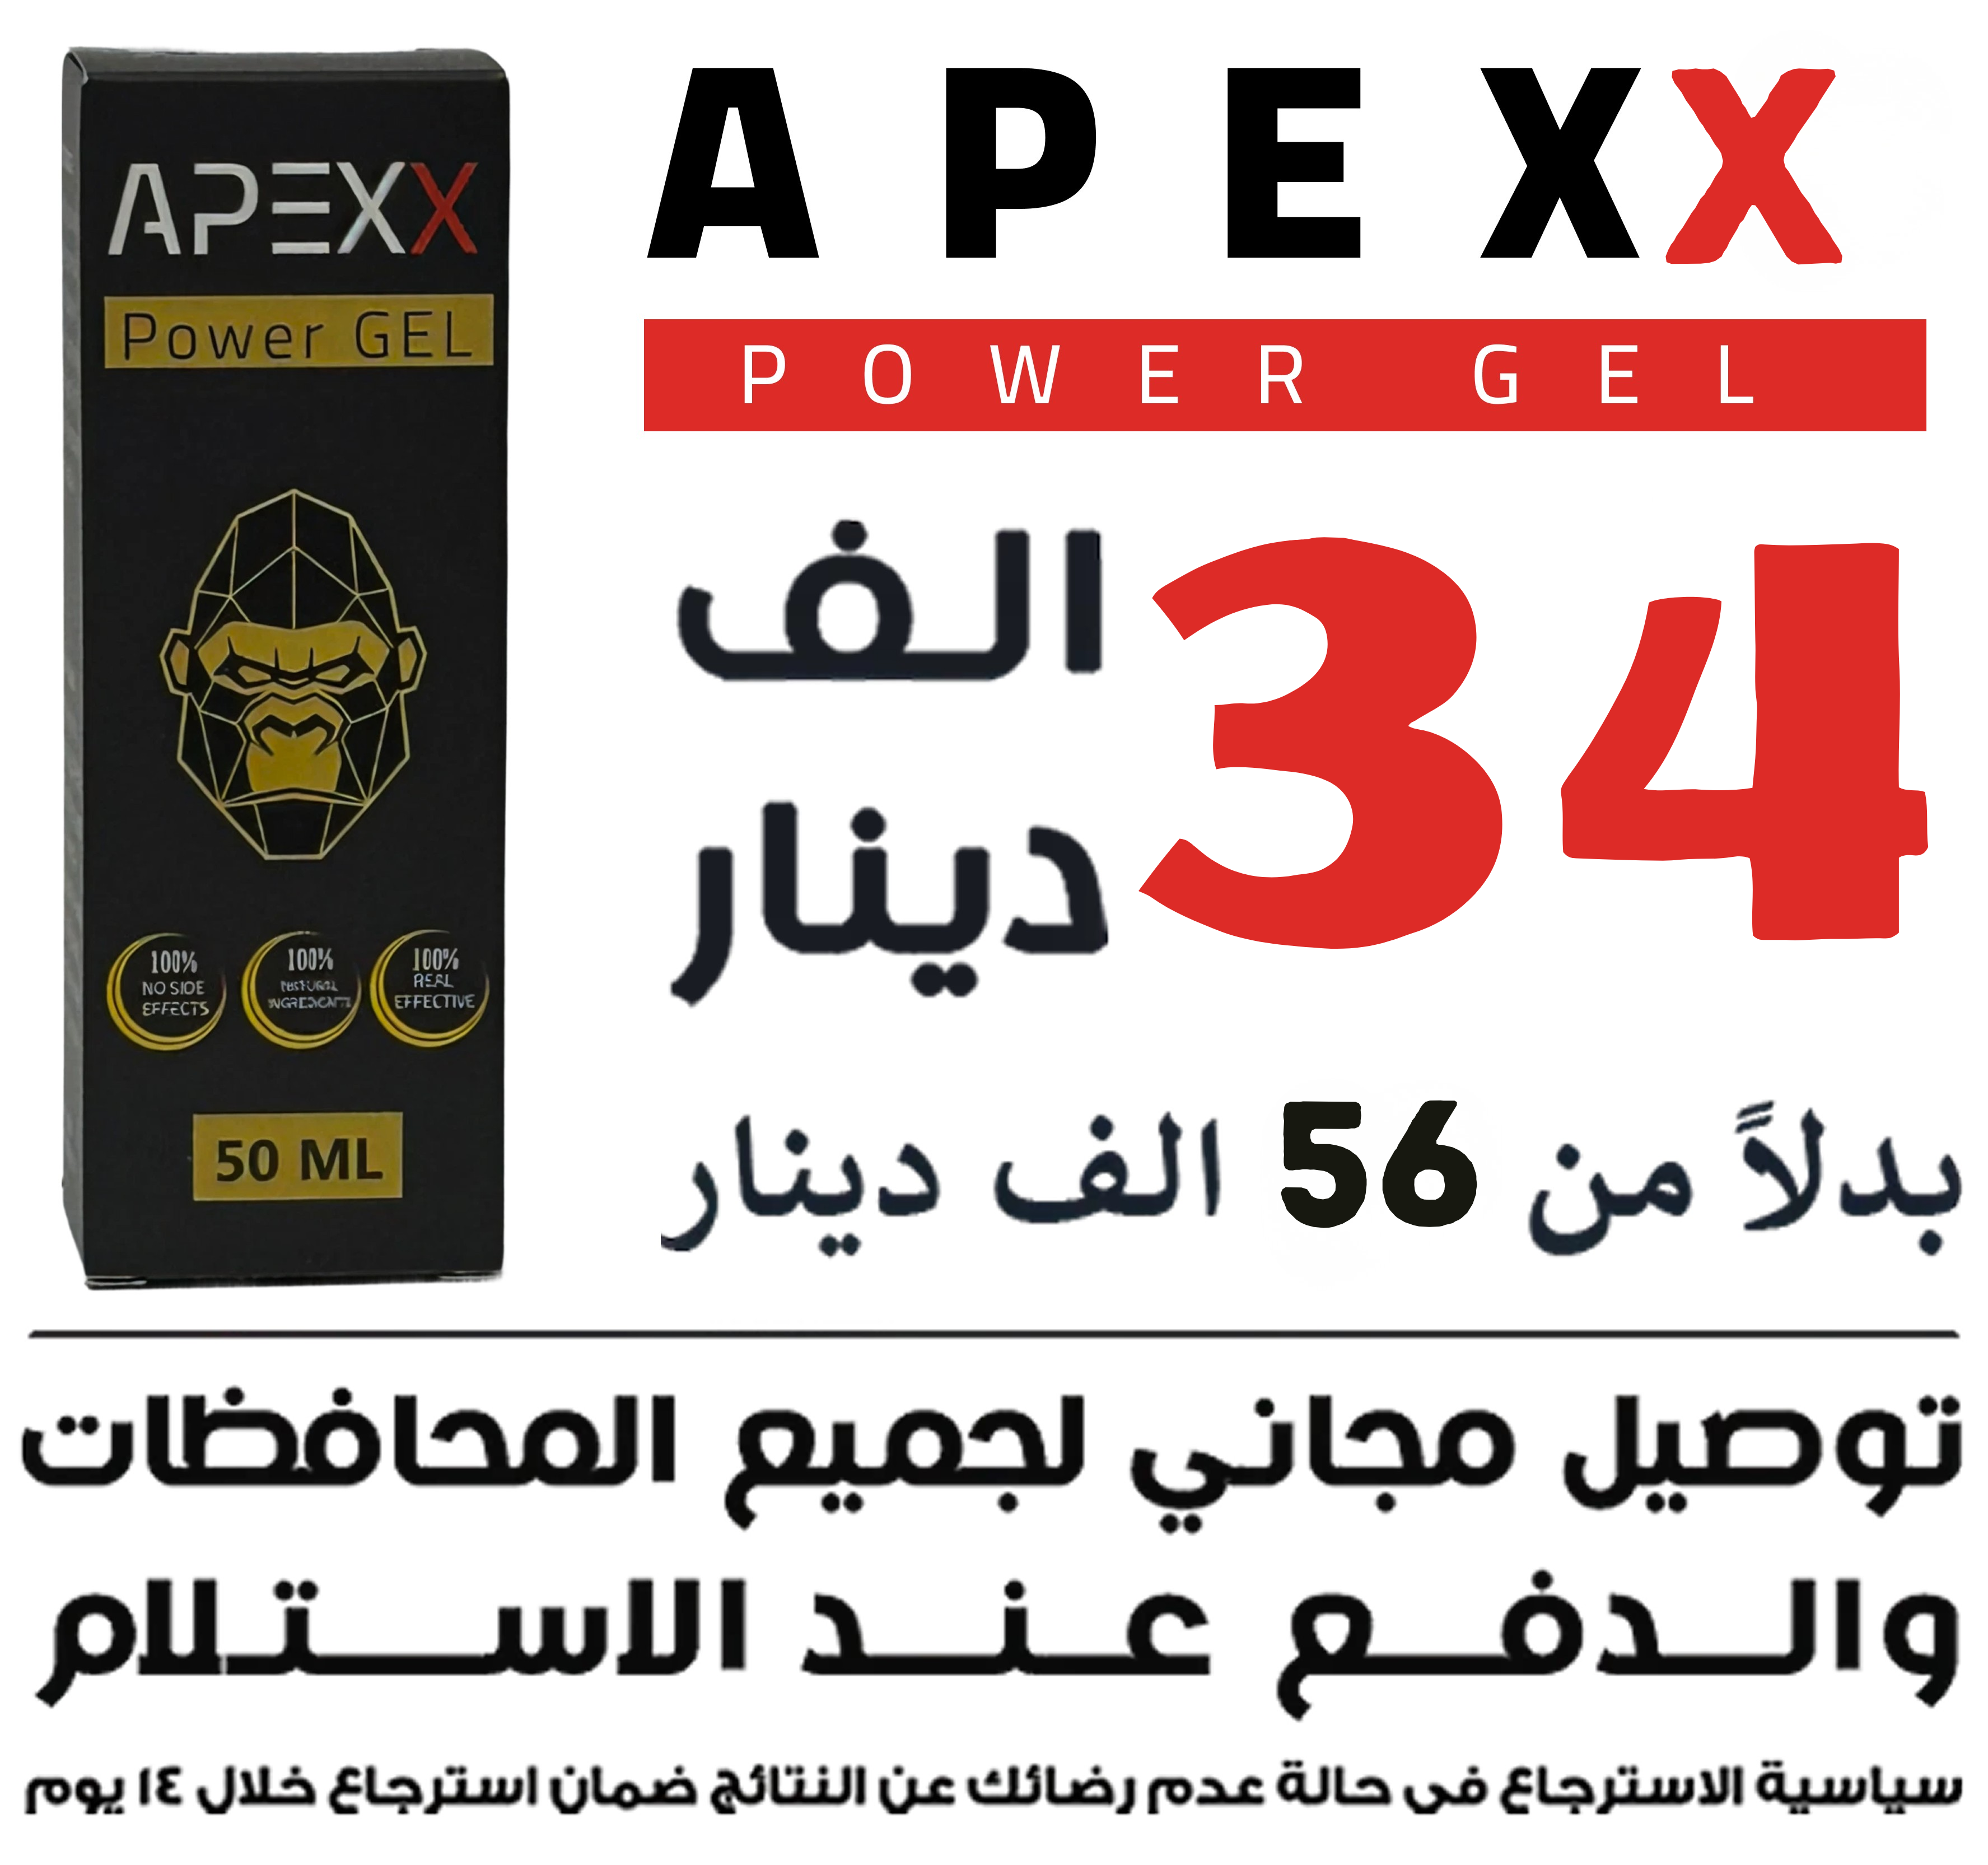 APEXX
Power GEL
100%
NO SIDE
EFFECTS
100%
NATURAL
INGREDIENTS
100%
REAL
EFFECTIVE
50 ML
APEXX
POWER GEL
34 الف
دينار
بدلاً من 56 الف دينار
توصيل مجاني لجميع المحافظات
والـدفـع عـنـد الاسـتـلام
سياسية الاسترجاع في حالة عدم رضائك عن النتائج ضمان استرجاع خلال ١٤ يوم